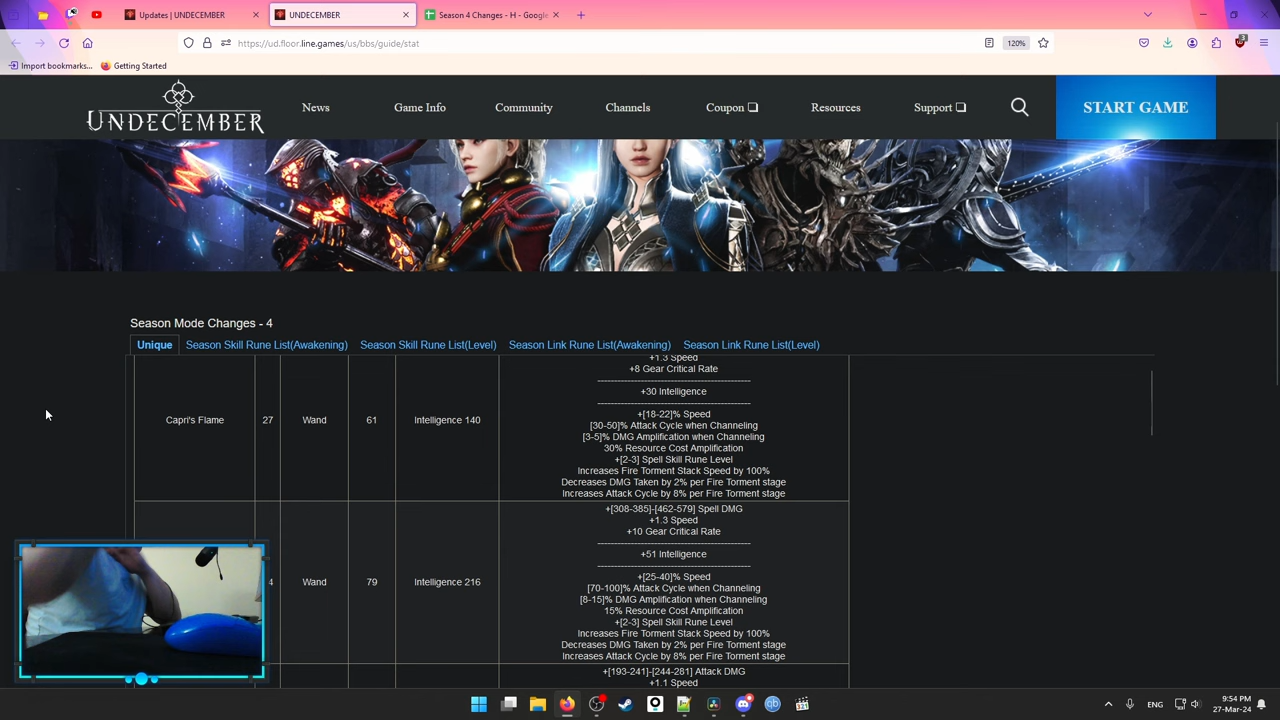 Updates | UNDECEMBER
UNDECEMBER
Season 4 Changes - H - Google
https://ud.floor.line.games/us/bbs/guide/stat
120%
3
Import bookmarks...
Getting Started
UNDECEMBER
News
Game Info
Community
Channels
Coupon
Resources
Support
START GAME
Season Mode Changes - 4
Unique
Season Skill Rune List(Awakening)
Season Skill Rune List(Level)
Season Link Rune List(Awakening)
Season Link Rune List(Level)
Capri's Flame
27
Wand
61
Intelligence 140
+1.3 Speed
+8 Gear Critical Rate
+30 Intelligence
+[18-22]% Speed
[30-50]% Attack Cycle when Channeling
[3-5]% DMG Amplification when Channeling
30% Resource Cost Amplification
+[2-3] Spell Skill Rune Level
Increases Fire Torment Stack Speed by 100%
Decreases DMG Taken by 2% per Fire Torment stage
Increases Attack Cycle by 8% per Fire Torment stage
4
Wand
79
Intelligence 216
+[308-385]-[462-579] Spell DMG
+1.3 Speed
+10 Gear Critical Rate
+51 Intelligence
+[25-40]% Speed
[70-100]% Attack Cycle when Channeling
[8-15]% DMG Amplification when Channeling
15% Resource Cost Amplification
+[2-3] Spell Skill Rune Level
Increases Fire Torment Stack Speed by 100%
Decreases DMG Taken by 2% per Fire Torment stage
Increases Attack Cycle by 8% per Fire Torment stage
+[193-241]-[244-281] Attack DMG
+1.1 Speed
ENG
9:54 PM
27-Mar-24